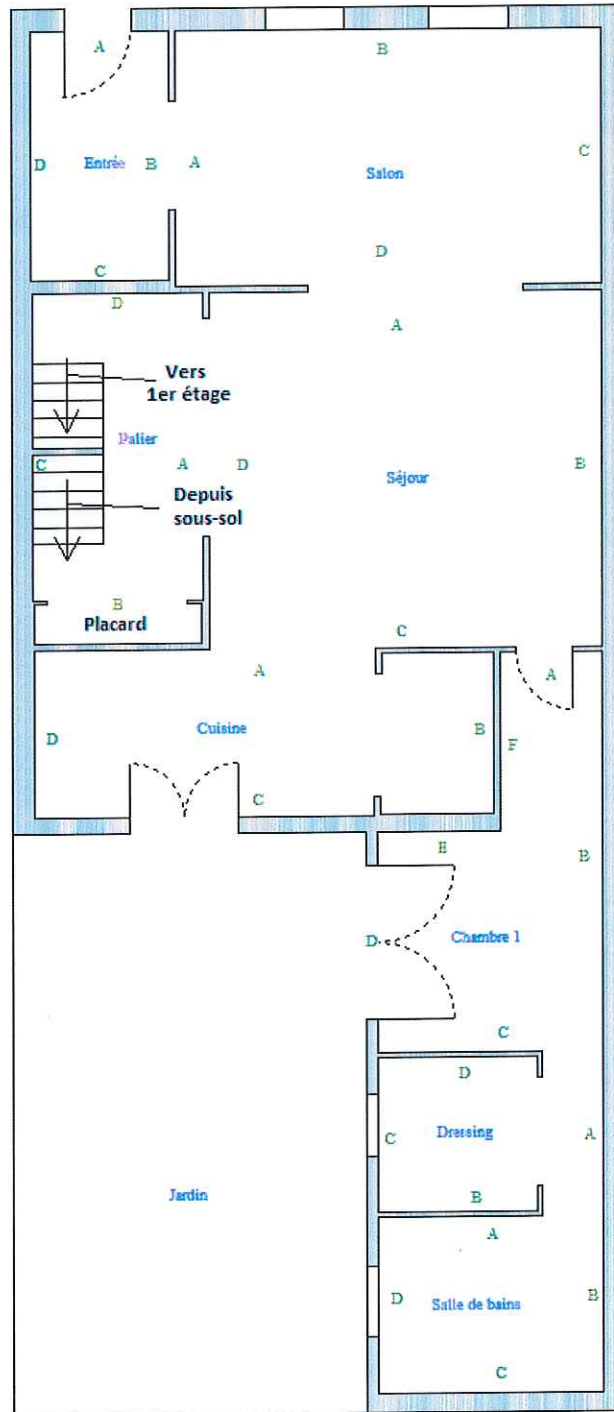 A
B
D
Entrée
B
A
Salon
C
C
D
D
A
Vers
1er étage
Palier
C
A
D
Séjour
B
Depuis
sous-sol
B
Placard
C
A
A
D
Cuisine
B
F
C
E
B
D
Chambre 1
C
D
C
Dressing
A
B
Jardin
A
D
Salle de bains
B
C